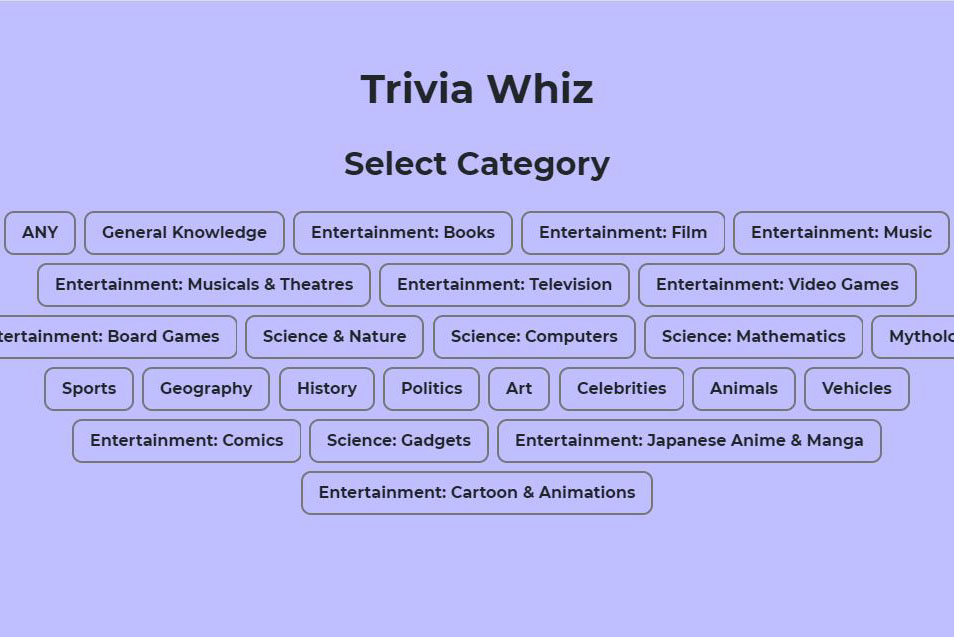 Trivia Whiz
Select Category
ANY General Knowledge Entertainment: Books Entertainment: Film Entertainment: Music
Entertainment: Musicals & Theatres Entertainment: Television Entertainment: Video Games
tertainment: Board Games Science & Nature Science: Computers Science: Mathematics Mytholo
Sports Geography History Politics Art Celebrities Animals Vehicles
Entertainment: Comics Science: Gadgets Entertainment: Japanese Anime & Manga
Entertainment: Cartoon & Animations